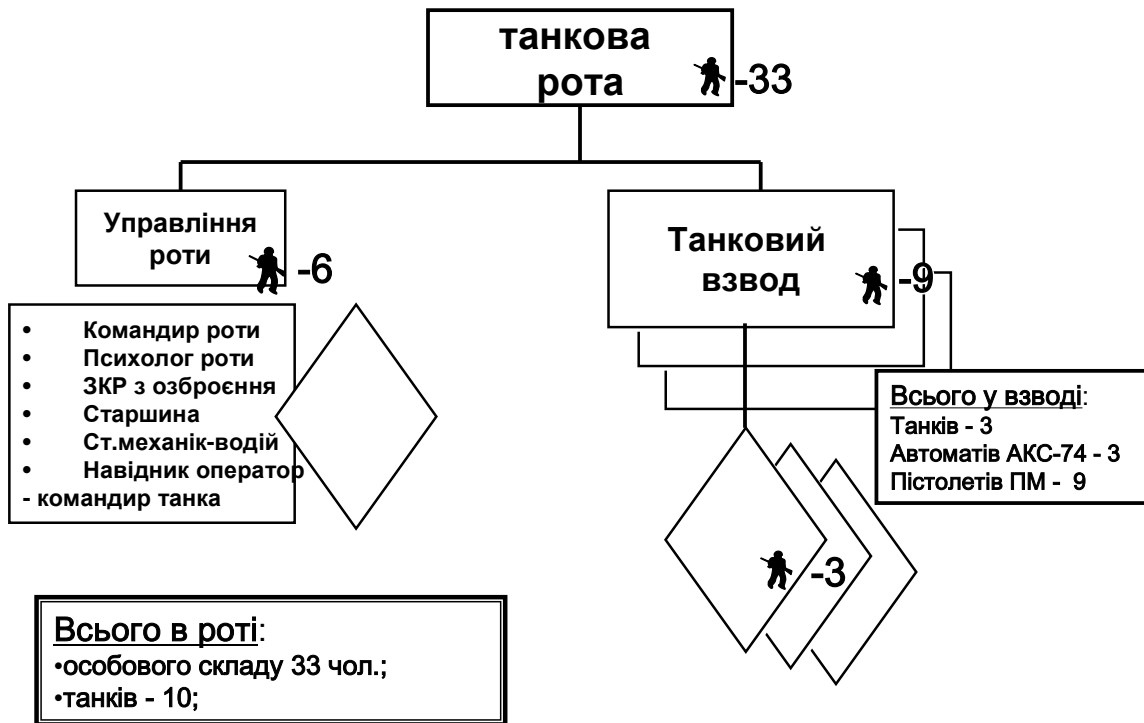 танкова
рота
-33
Управління
роти
-6
• Командир роти
• Психолог роти
• ЗКР з озброєння
• Старшина
• Ст.механік-водій
• Навідник оператор
- командир танка
Танковий
взвод
-9
Всього у взводі:
Танків - 3
Автоматів АКС-74 - 3
Пістолетів ПМ - 9
-3
Всього в роті:
•особового складу 33 чол.;
•танків - 10;